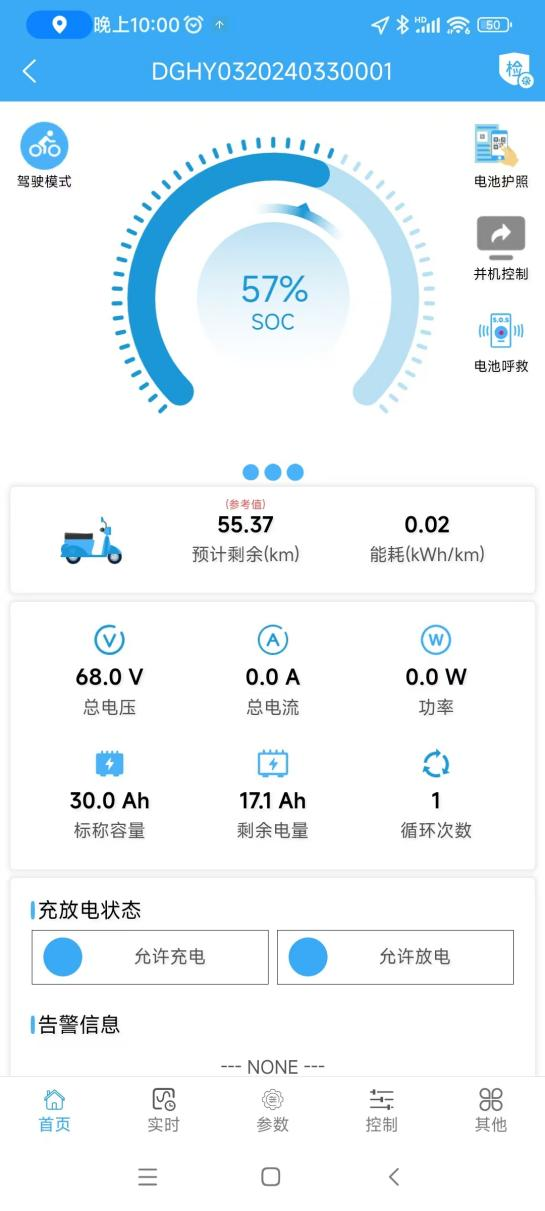 晚上10:00
HD
50
DGHY0320240330001
检
驾驶模式
电池护照
并机控制
S.O.S
电池呼救
57%
SOC
(参考值)
55.37
0.02
预计剩余(km)
能耗(kWh/km)
V
A
W
68.0 V
0.0 A
0.0 W
总电压
总电流
功率
30.0 Ah
17.1 Ah
1
标称容量
剩余电量
循环次数
充放电状态
允许充电
允许放电
告警信息
--- NONE ---
首页
实时
参数
控制
其他